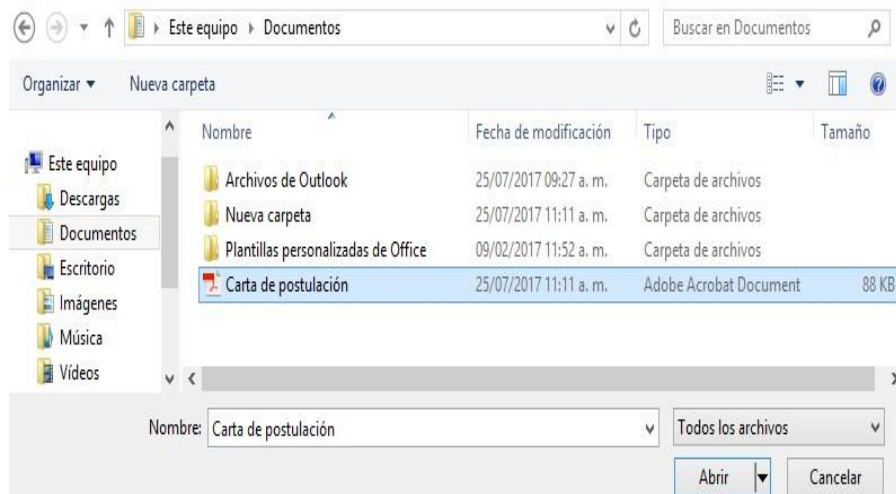 Este equipo Documentos Buscar en Documentos
Organizar Nueva carpeta
Nombre Fecha de modificación Tipo Tamaño
Este equipo
Descargas
Documentos
Escritorio
Imágenes
Música
Vídeos
Archivos de Outlook 25/07/2017 09:27 a. m. Carpeta de archivos
Nueva carpeta 25/07/2017 11:11 a. m. Carpeta de archivos
Plantillas personalizadas de Office 09/02/2017 11:52 a. m. Carpeta de archivos
Carta de postulación 25/07/2017 11:11 a. m. Adobe Acrobat Document 88 KB
Nombre: Carta de postulación Todos los archivos
Abrir Cancelar